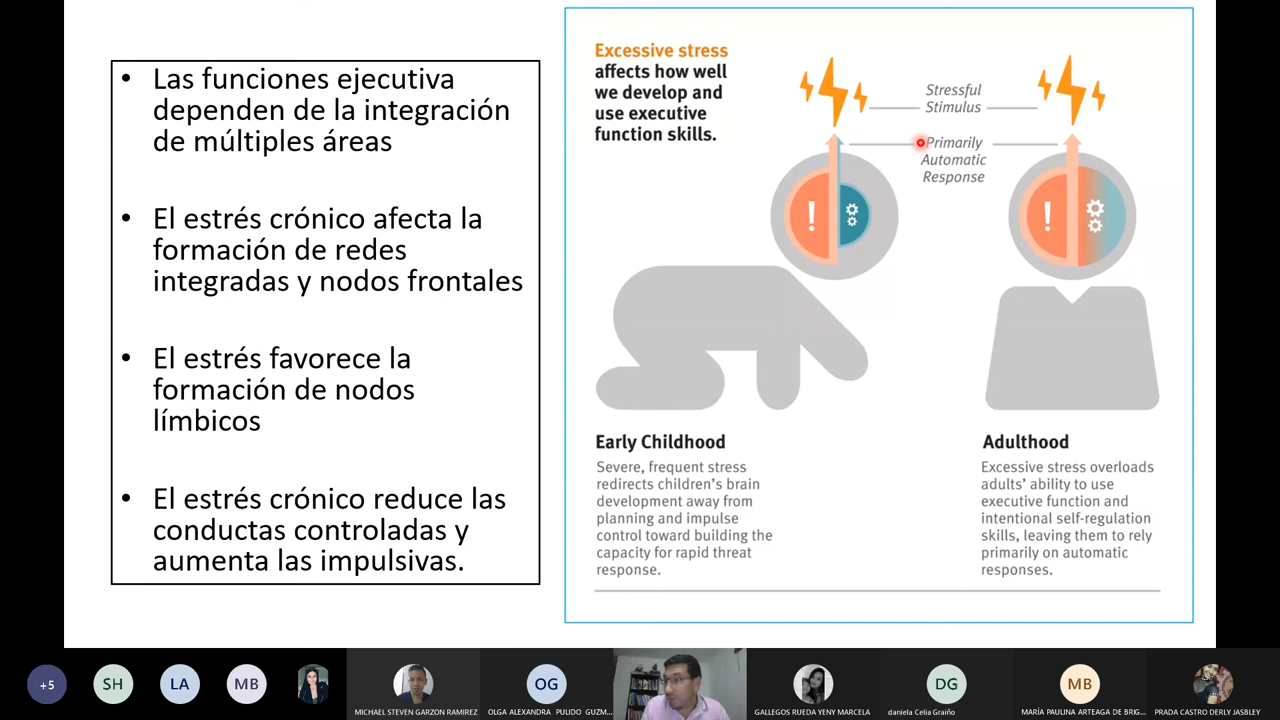 • Las funciones ejecutiva
dependen de la integración
de múltiples áreas
• El estrés crónico afecta la
formación de redes
integradas y nodos frontales
• El estrés favorece la
formación de nodos
límbicos
• El estrés crónico reduce las
conductas controladas y
aumenta las impulsivas.
Excessive stress
affects how well
we develop and
use executive
function skills.
Stressful
Stimulus
Primarily
Automatic
Response
!
!
Early Childhood
Severe, frequent stress
redirects children’s brain
development away from
planning and impulse
control toward building the
capacity for rapid threat
response.
Adulthood
Excessive stress overloads
adults’ ability to use
executive function and
intentional self-regulation
skills, leaving them to rely
primarily on automatic
responses.
+5
SH
LA
MB
MICHAEL STEVEN GARZON RAMIREZ
OG
OLGA ALEXANDRA PULIDO GUZM...
GALLEGOS RUEDA YENY MARCELA
DG
daniela Celia Graiño
MB
MARÍA PAULINA ARTEAGA DE BRIG...
PRADA CASTRO DERLY JASBLEY